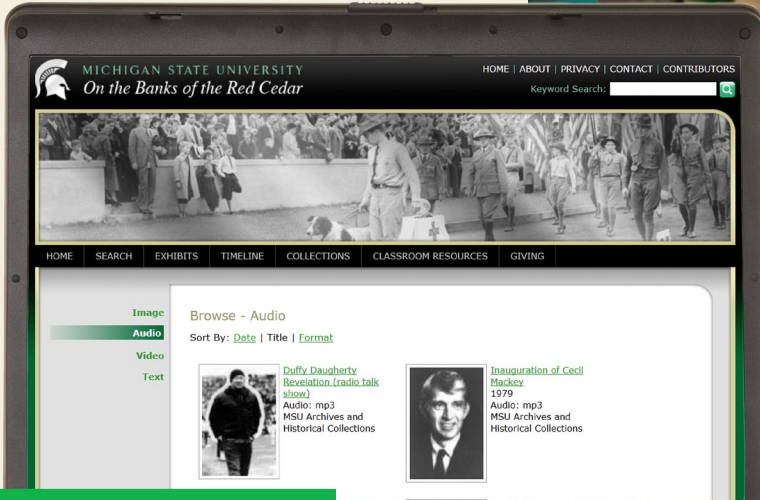 MICHIGAN STATE UNIVERSITY
On the Banks of the Red Cedar
HOME | ABOUT | PRIVACY | CONTACT | CONTRIBUTORS
Keyword Search:
HOME SEARCH EXHIBITS TIMELINE COLLECTIONS CLASSROOM RESOURCES GIVING
Image
Audio
Video
Text
Browse - Audio
Sort By: Date | Title | Format
Duffy Daugherty
Revelation (radio talk
show)
Audio: mp3
MSU Archives and
Historical Collections
Inauguration of Cecil
Mackey
1979
Audio: mp3
MSU Archives and
Historical Collections